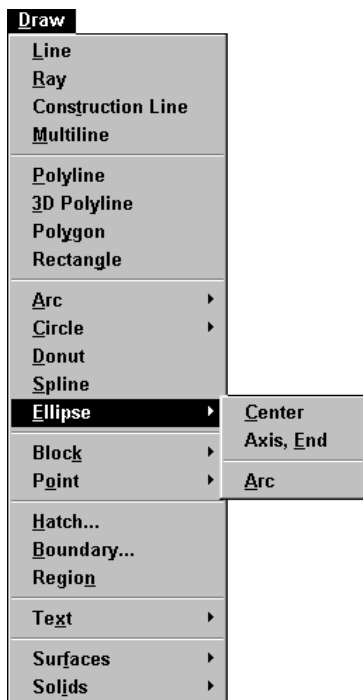 Draw
Line
Ray
Construction Line
Multiline
Polyline
3D Polyline
Polygon
Rectangle
Arc
Circle
Donut
Spline
Ellipse
Center
Axis, End
Arc
Block
Point
Hatch...
Boundary...
Region
Text
Surfaces
Solids